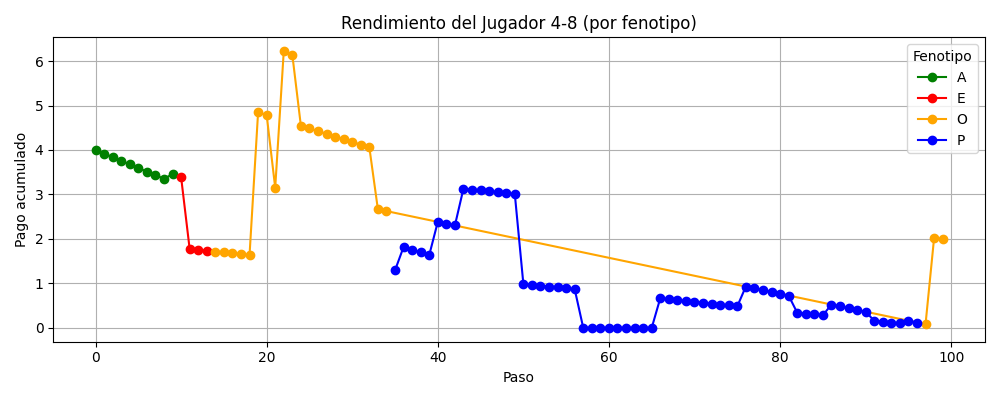 Rendimiento del Jugador 4-8 (por fenotipo)
Pago acumulado
6
5
4
3
2
1
0
0 20 40 60 80 100
Paso
Fenotipo
A
E
O
P